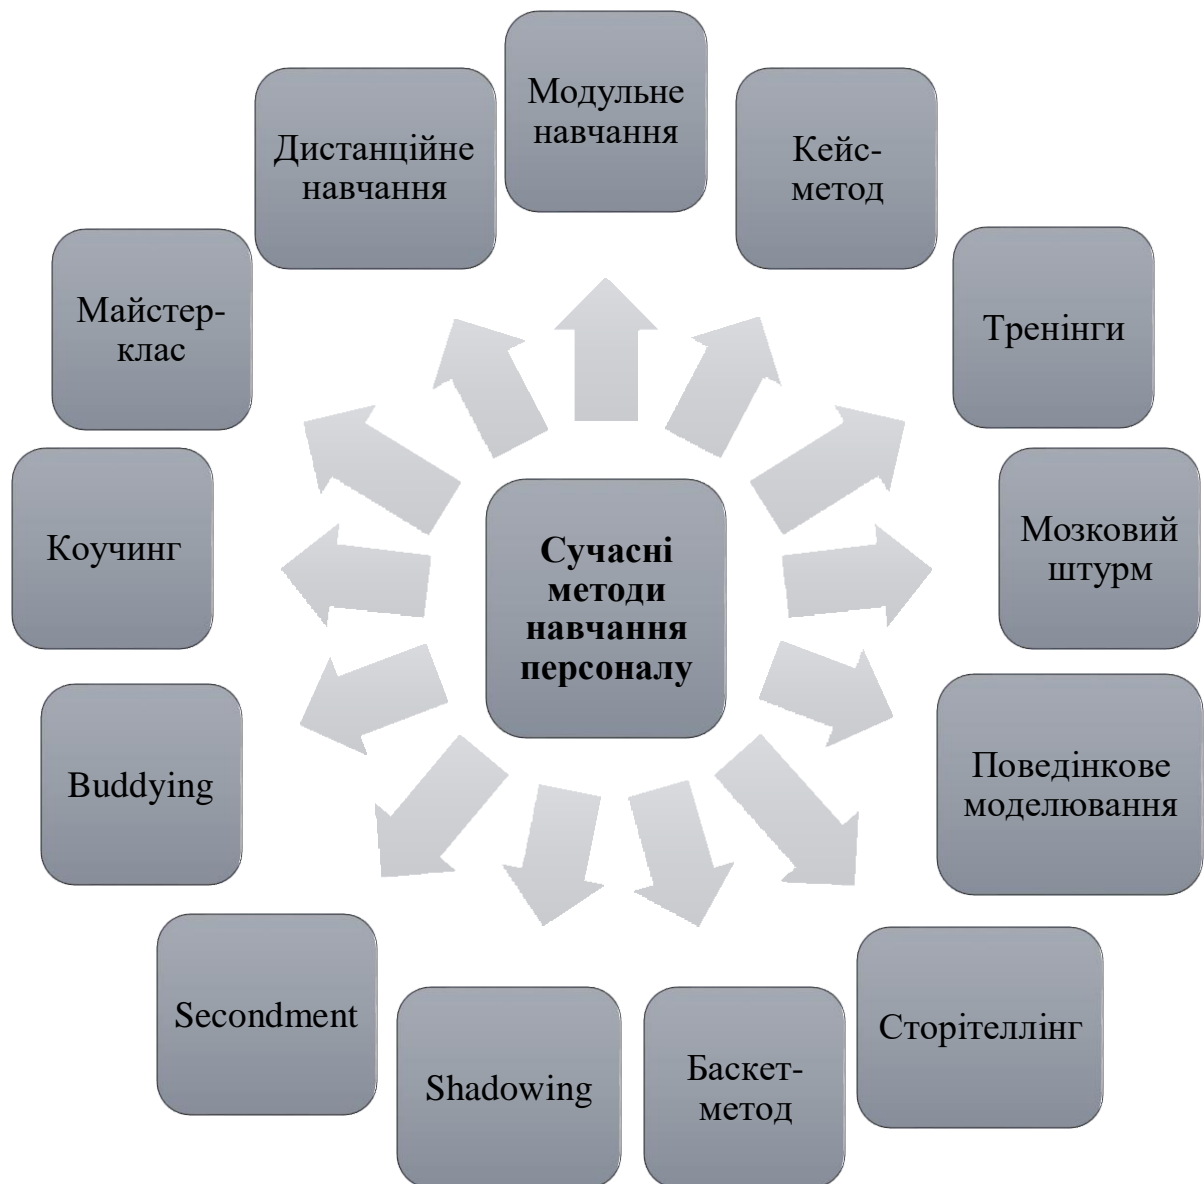 Модульне
навчання
Кейс-
метод
Тренінги
Мозковий
штурм
Поведінкове
моделювання
Сторітеллінг
Баскет-
метод
Shadowing
Secondment
Buddying
Коучинг
Майстер-
клас
Дистанційне
навчання
Сучасні
методи
навчання
персоналу